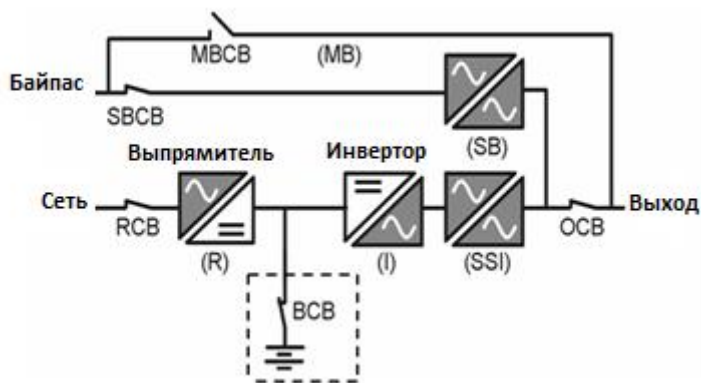 MBCB (MB)
Байпас
SBCB
(SB)
Выпрямитель Инвертор
Сеть
Выход
RCB
OCB
(R) (I) (SSI)
BCB